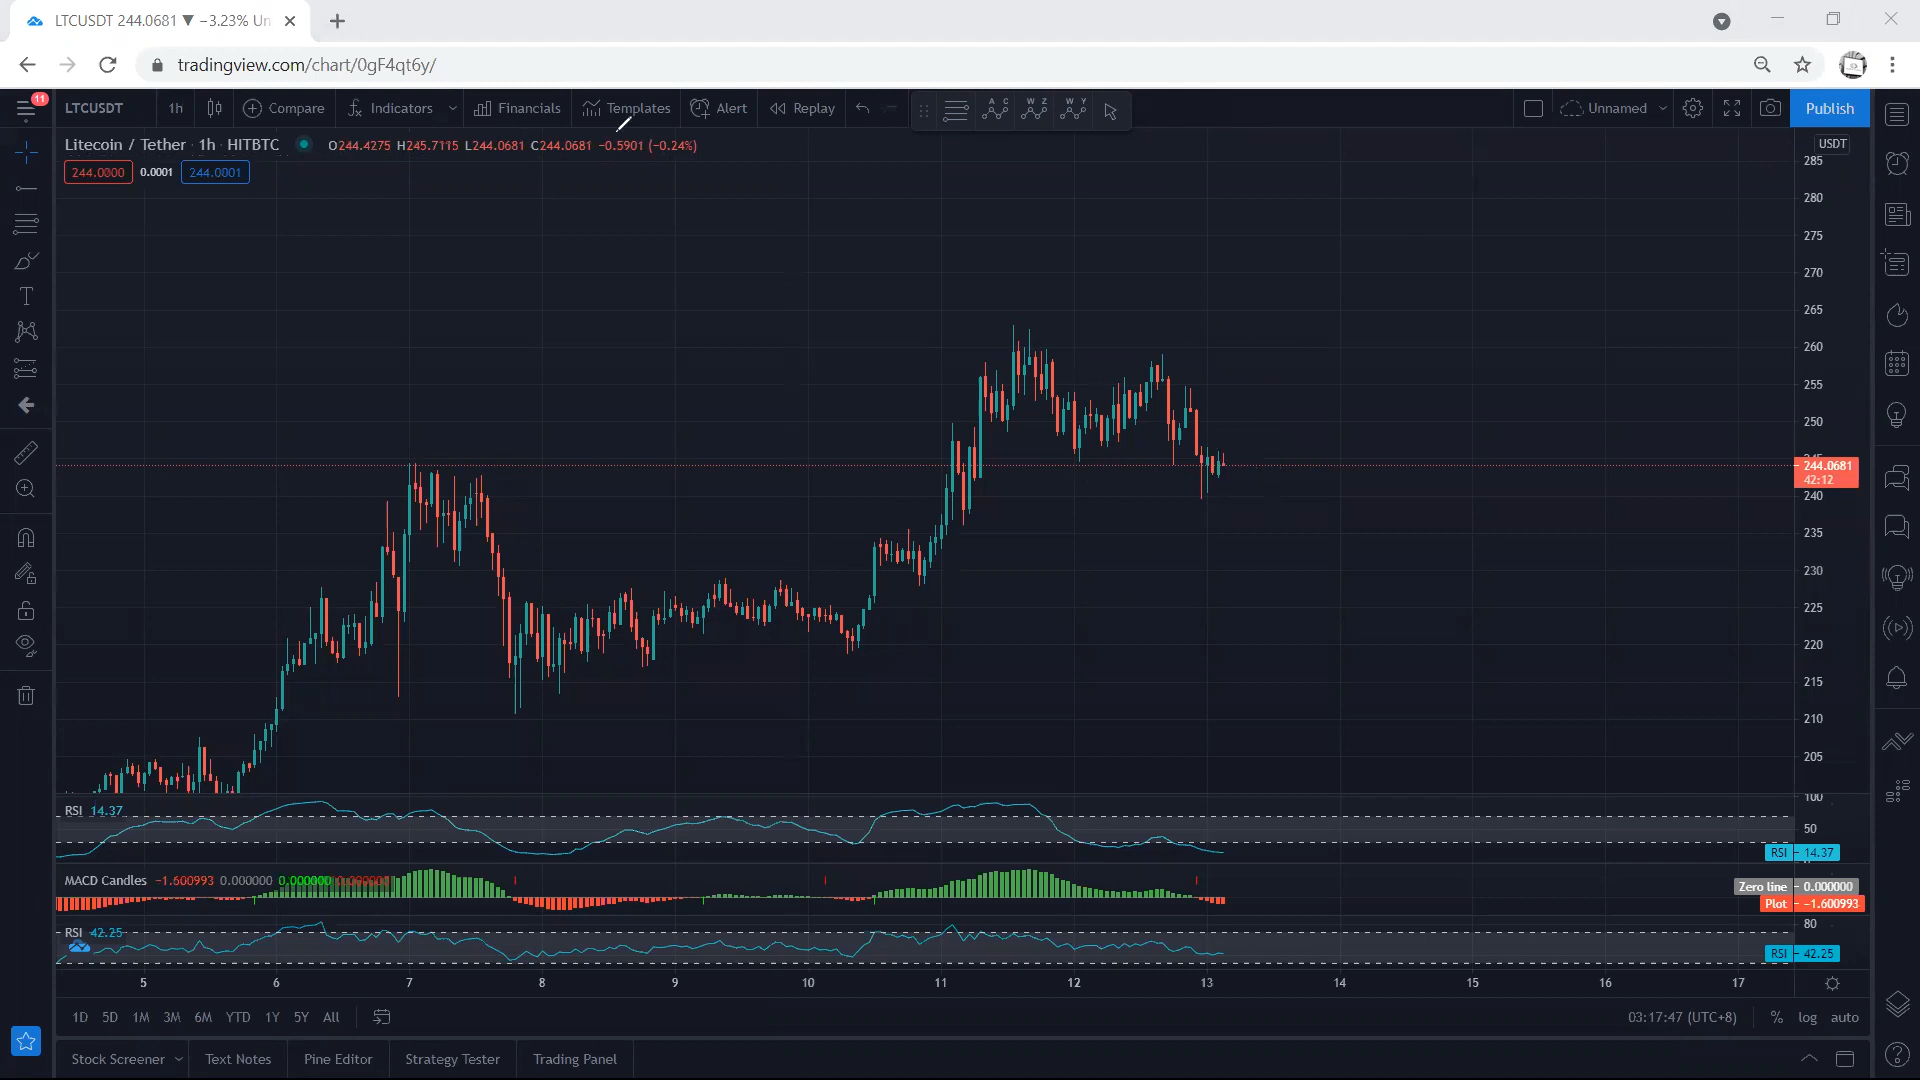 LTCUSDT 244.0681 ▼ −3.23% Un
tradingview.com/chart/0gF4qt6y/
11
LTCUSDT 1h Compare Indicators Financials Templates Alert Replay Unnamed Publish
A C W Z W Y
Litecoin / Tether · 1h · HITBTC O244.4275 H245.7115 L244.0681 C244.0681 −0.5901 (−0.24%)
244.0000 0.0001 244.0001
USDT
285
280
275
270
265
260
255
250
245
244.0681
42:12
240
235
230
225
220
215
210
205
RSI 14.37
100
50
RSI 14.37
MACD Candles −1.600993 0.000000 0.000000 0.000000
Zero line 0.000000
Plot −1.600993
RSI 42.25
80
RSI 42.25
5 6 7 8 9 10 11 12 13 14 15 16 17
1D 5D 1M 3M 6M YTD 1Y 5Y All 03:17:47 (UTC+8) % log auto
Stock Screener Text Notes Pine Editor Strategy Tester Trading Panel